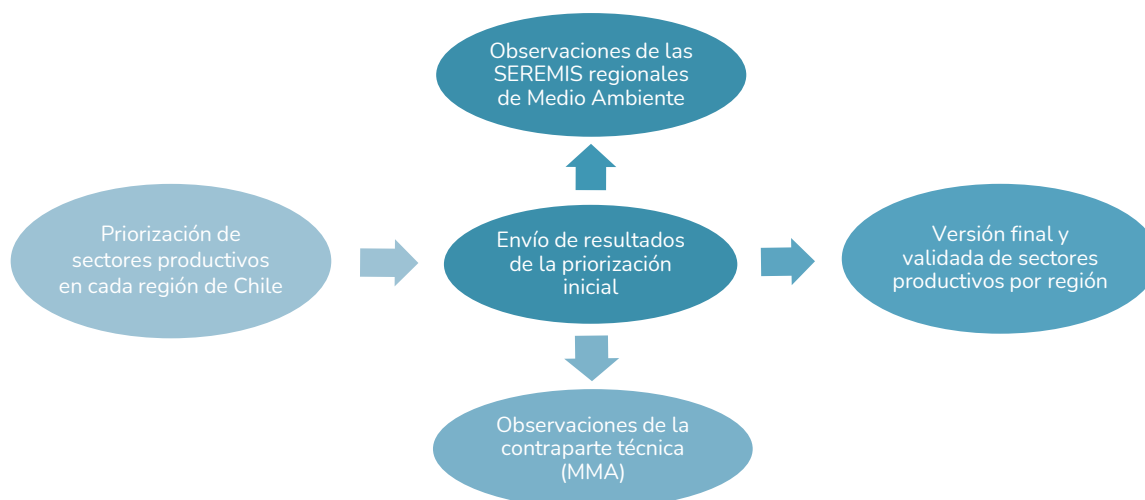 Observaciones de las
SEREMIS regionales
de Medio Ambiente
Priorización de
sectores productivos
en cada región de Chile
Envío de resultados
de la priorización
inicial
Versión final y
validada de sectores
productivos por región
Observaciones de la
contraparte técnica
(MMA)